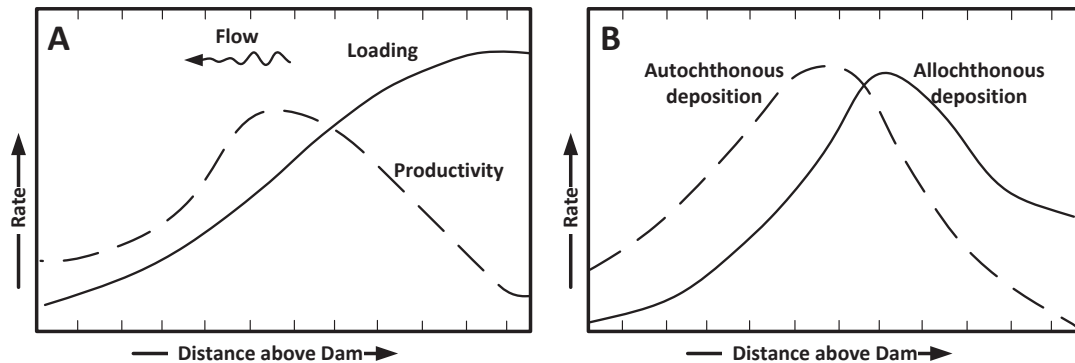 A
Flow
Loading
Productivity
Rate
Distance above Dam
B
Autochthonous
deposition
Allochthonous
deposition
Rate
Distance above Dam